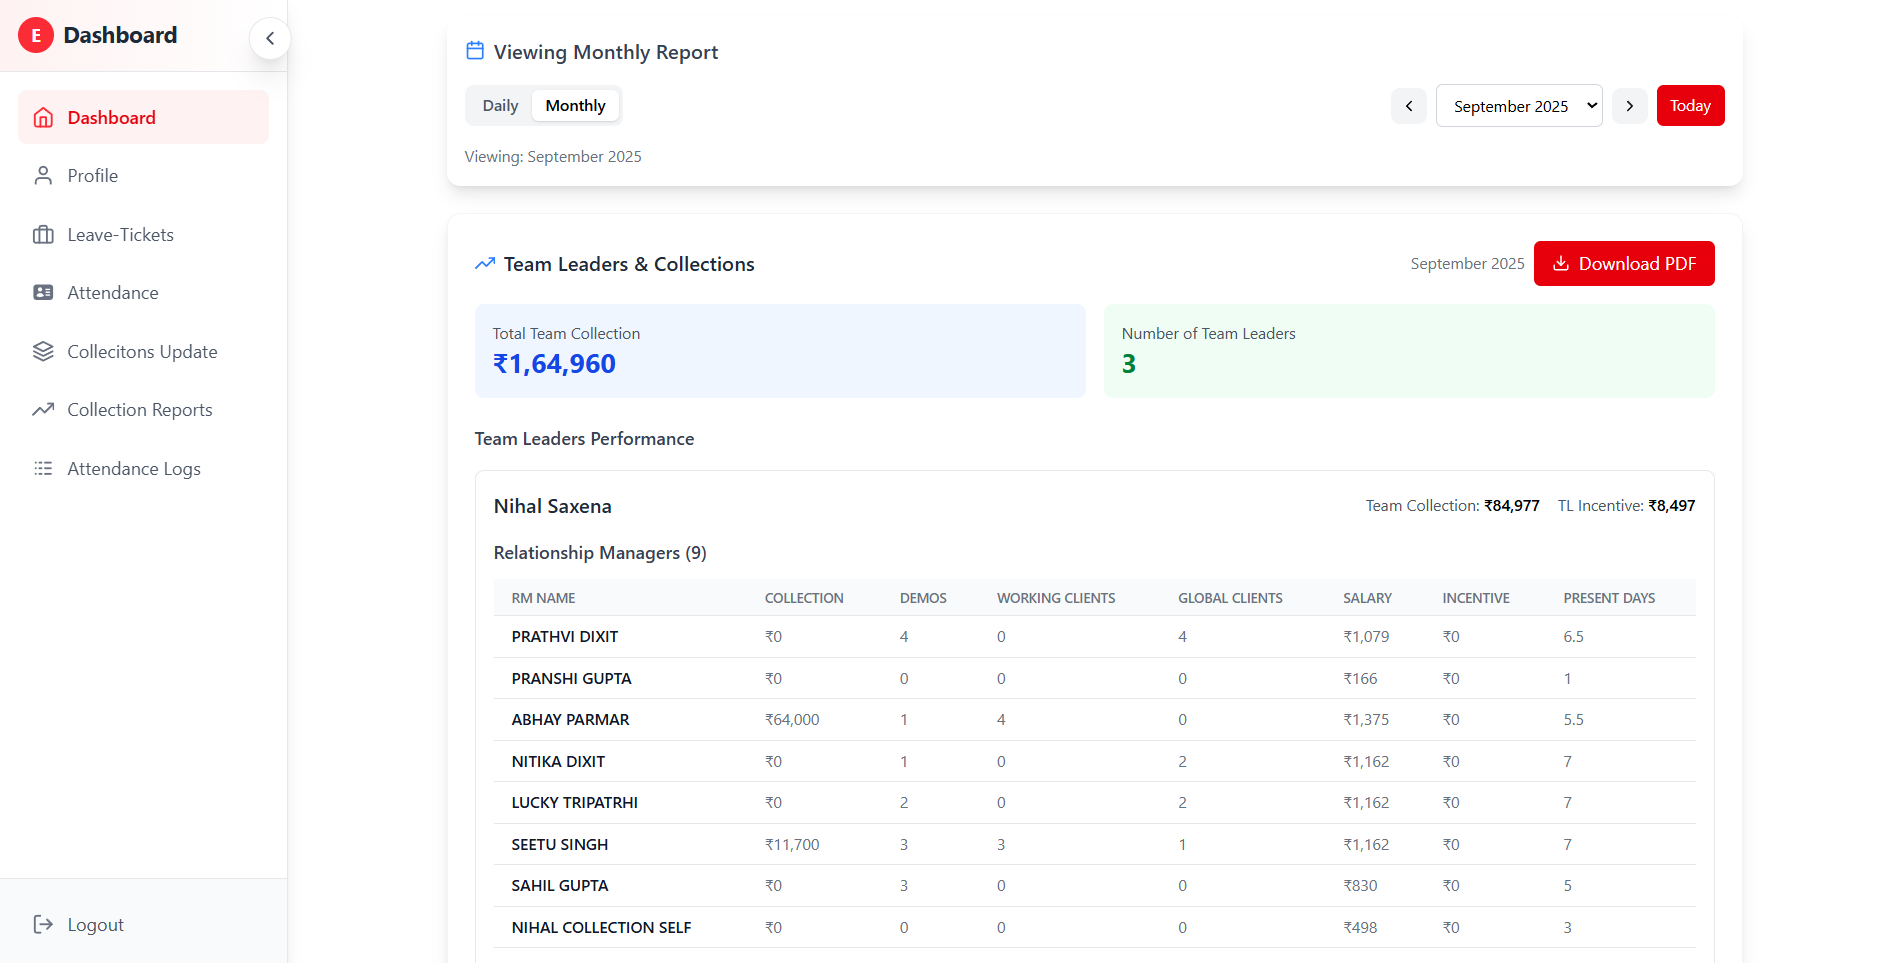 E Dashboard
Dashboard
Profile
Leave-Tickets
Attendance
Collecitons Update
Collection Reports
Attendance Logs
Logout
Viewing Monthly Report
Daily Monthly September 2025 Today
Viewing: September 2025
Team Leaders & Collections September 2025 Download PDF
Total Team Collection Number of Team Leaders
₹1,64,960 3
Team Leaders Performance
Nihal Saxena Team Collection: ₹84,977 TL Incentive: ₹8,497
Relationship Managers (9)
RM NAME COLLECTION DEMOS WORKING CLIENTS GLOBAL CLIENTS SALARY INCENTIVE PRESENT DAYS
PRATHVI DIXIT ₹0 4 0 4 ₹1,079 ₹0 6.5
PRANSHI GUPTA ₹0 0 0 0 ₹166 ₹0 1
ABHAY PARMAR ₹64,000 1 4 0 ₹1,375 ₹0 5.5
NITIKA DIXIT ₹0 1 0 2 ₹1,162 ₹0 7
LUCKY TRIPATRHI ₹0 2 0 2 ₹1,162 ₹0 7
SEETU SINGH ₹11,700 3 3 1 ₹1,162 ₹0 7
SAHIL GUPTA ₹0 3 0 0 ₹830 ₹0 5
NIHAL COLLECTION SELF ₹0 0 0 0 ₹498 ₹0 3